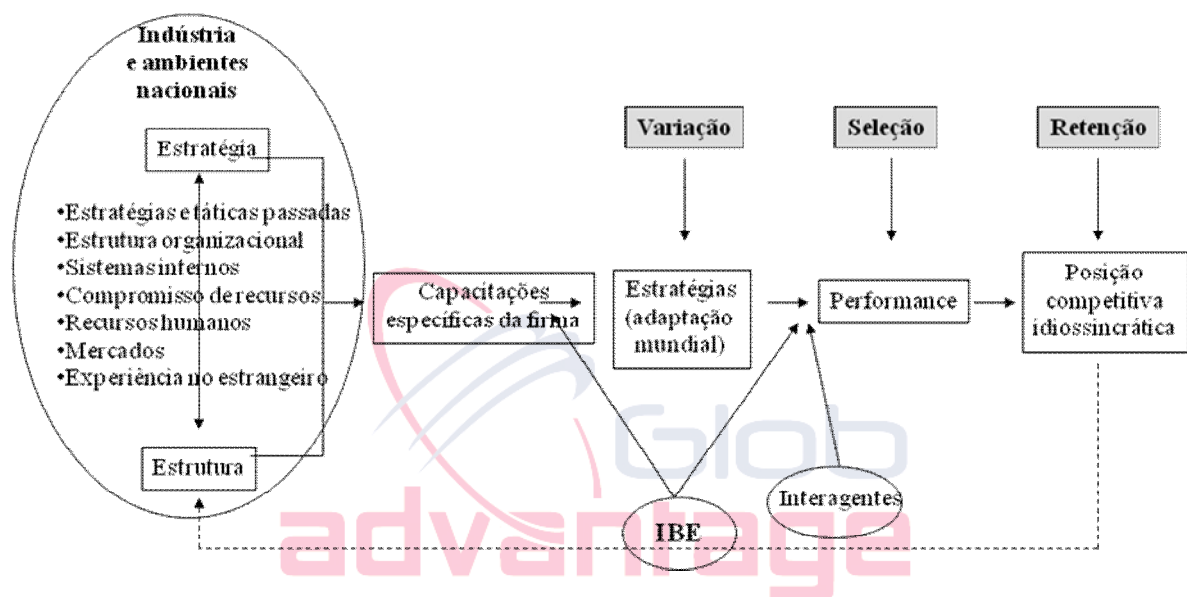 Indústria
e ambientes
nacionais
Estratégia
•Estratégias e táticas passadas
•Estrutura organizacional
•Sistemas internos
•Compromisso de recursos
•Recursos humanos
•Mercados
•Experiência no estrangeiro
Estrutura
Capacitações
específicas da firma
Variação
Estratégias
(adaptação
mundial)
Seleção
Performance
Retenção
Posição
competitiva
idiossincrática
IBE
Interagentes
Glob
advantage